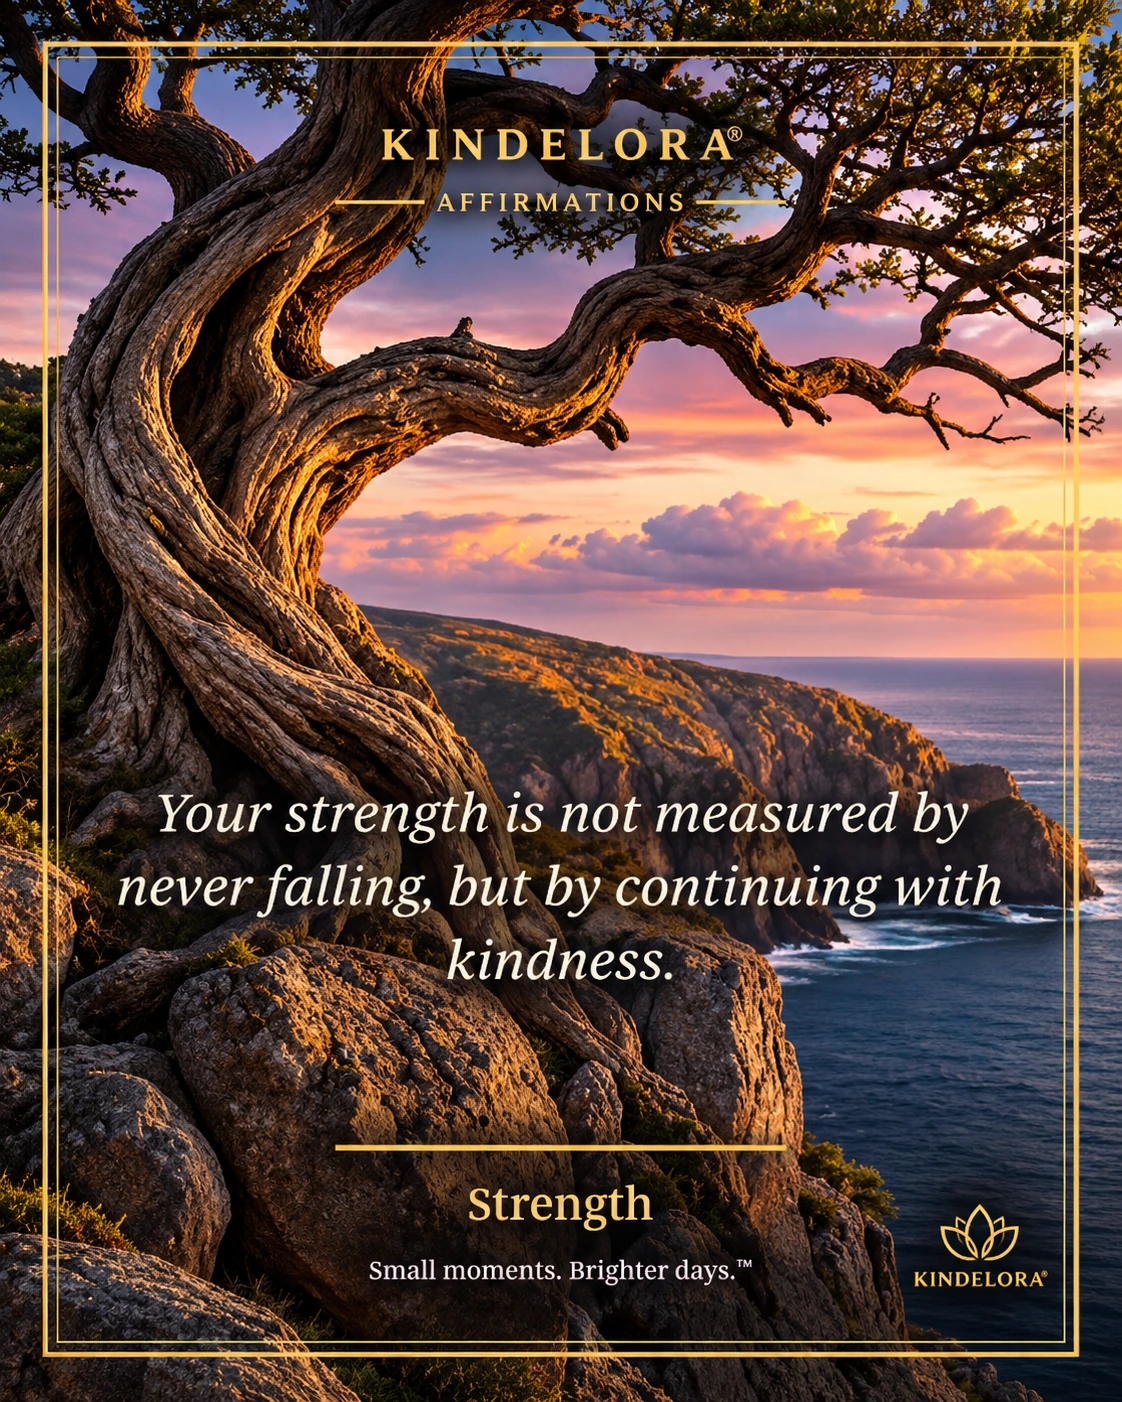 KINDELORA®
AFFIRMATIONS
Your strength is not measured by
never falling, but by continuing with
kindness.
Strength
Small moments. Brighter days.™
KINDELORA®